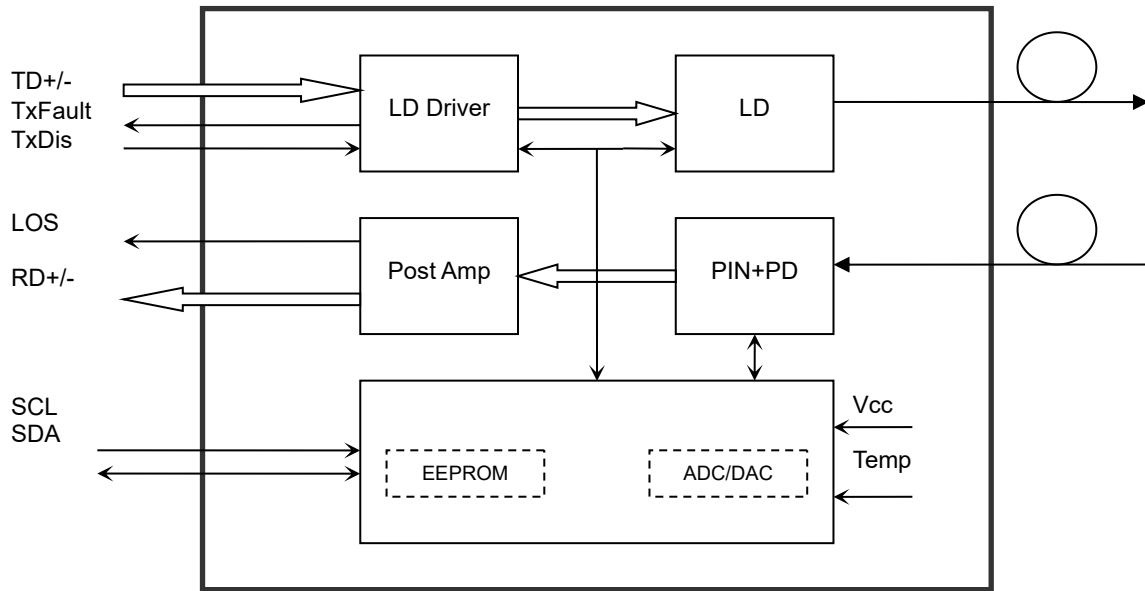 TD+/-
TxFault
TxDis
LD Driver
LD
LOS
RD+/-
Post Amp
PIN+PD
SCL
SDA
EEPROM
ADC/DAC
Vcc
Temp